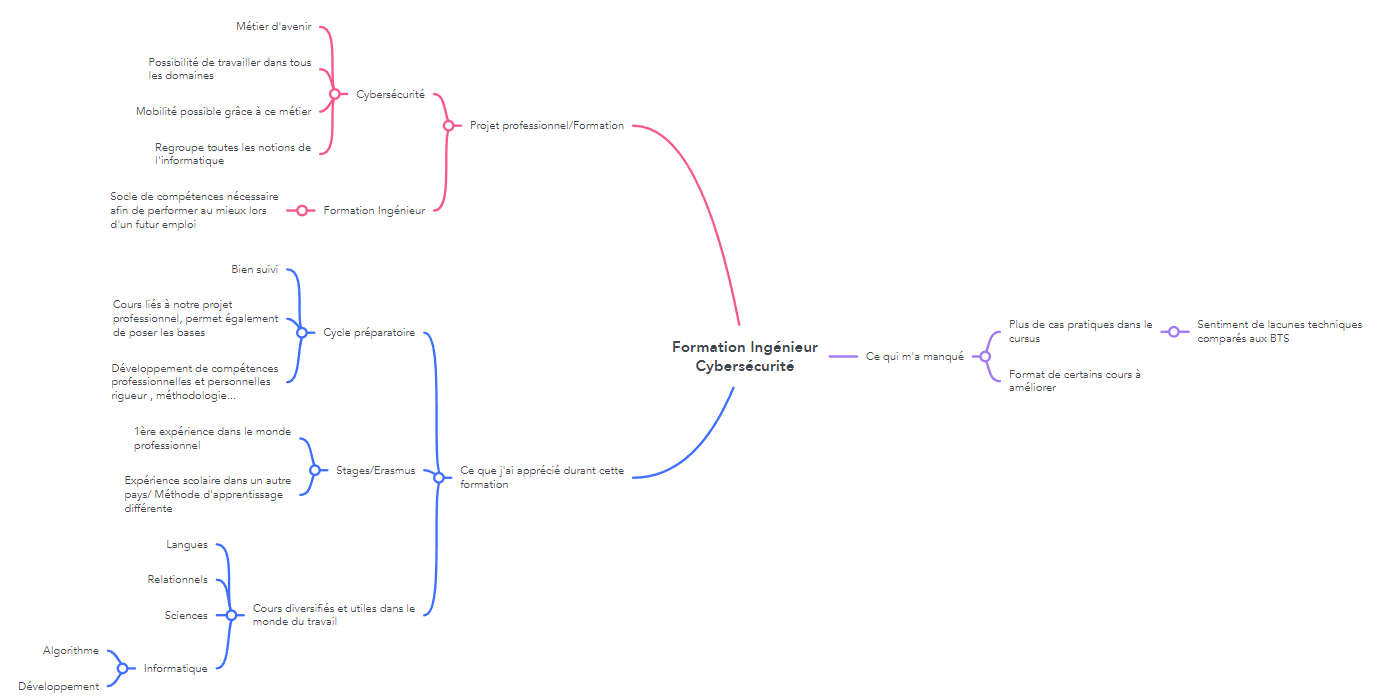 Métier d'avenir
Possibilité de travailler dans tous
les domaines
Mobilité possible grâce à ce métier
Regroupe toutes les notions de
l'informatique
Cybersécurité
Socle de compétences nécessaire
afin de performer au mieux lors
d'un futur emploi
Formation Ingénieur
Projet professionnel/Formation
Bien suivi
Cours liés à notre projet
professionnel, permet également
de poser les bases
Développement de compétences
professionnelles et personnelles
rigueur , méthodologie...
Cycle préparatoire
1ère expérience dans le monde
professionnel
Expérience scolaire dans un autre
pays/ Méthode d'apprentissage
différente
Stages/Erasmus
Langues
Relationnels
Sciences
Algorithme
Développement
Informatique
Cours diversifiés et utiles dans le
monde du travail
Ce que j'ai apprécié durant cette
formation
Formation Ingénieur
Cybersécurité
Ce qui m'a manqué
Plus de cas pratiques dans le
cursus
Sentiment de lacunes techniques
comparés aux BTS
Format de certains cours à
améliorer